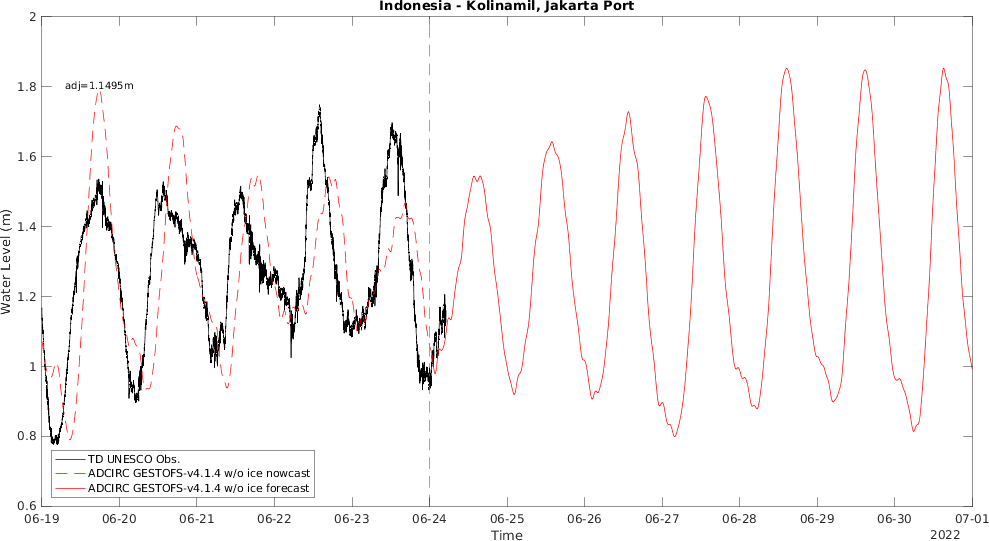 Indonesia - Kolinamil, Jakarta Port
2
1.8
1.6
1.4
1.2
1
0.8
0.6
Water Level (m)
adj=1.1495m
TD UNESCO Obs.
ADCIRC GESTOFS-v4.1.4 w/o ice nowcast
ADCIRC GESTOFS-v4.1.4 w/o ice forecast
06-19 06-20 06-21 06-22 06-23 06-24 06-25 06-26 06-27 06-28 06-29 06-30 07-01
Time
2022